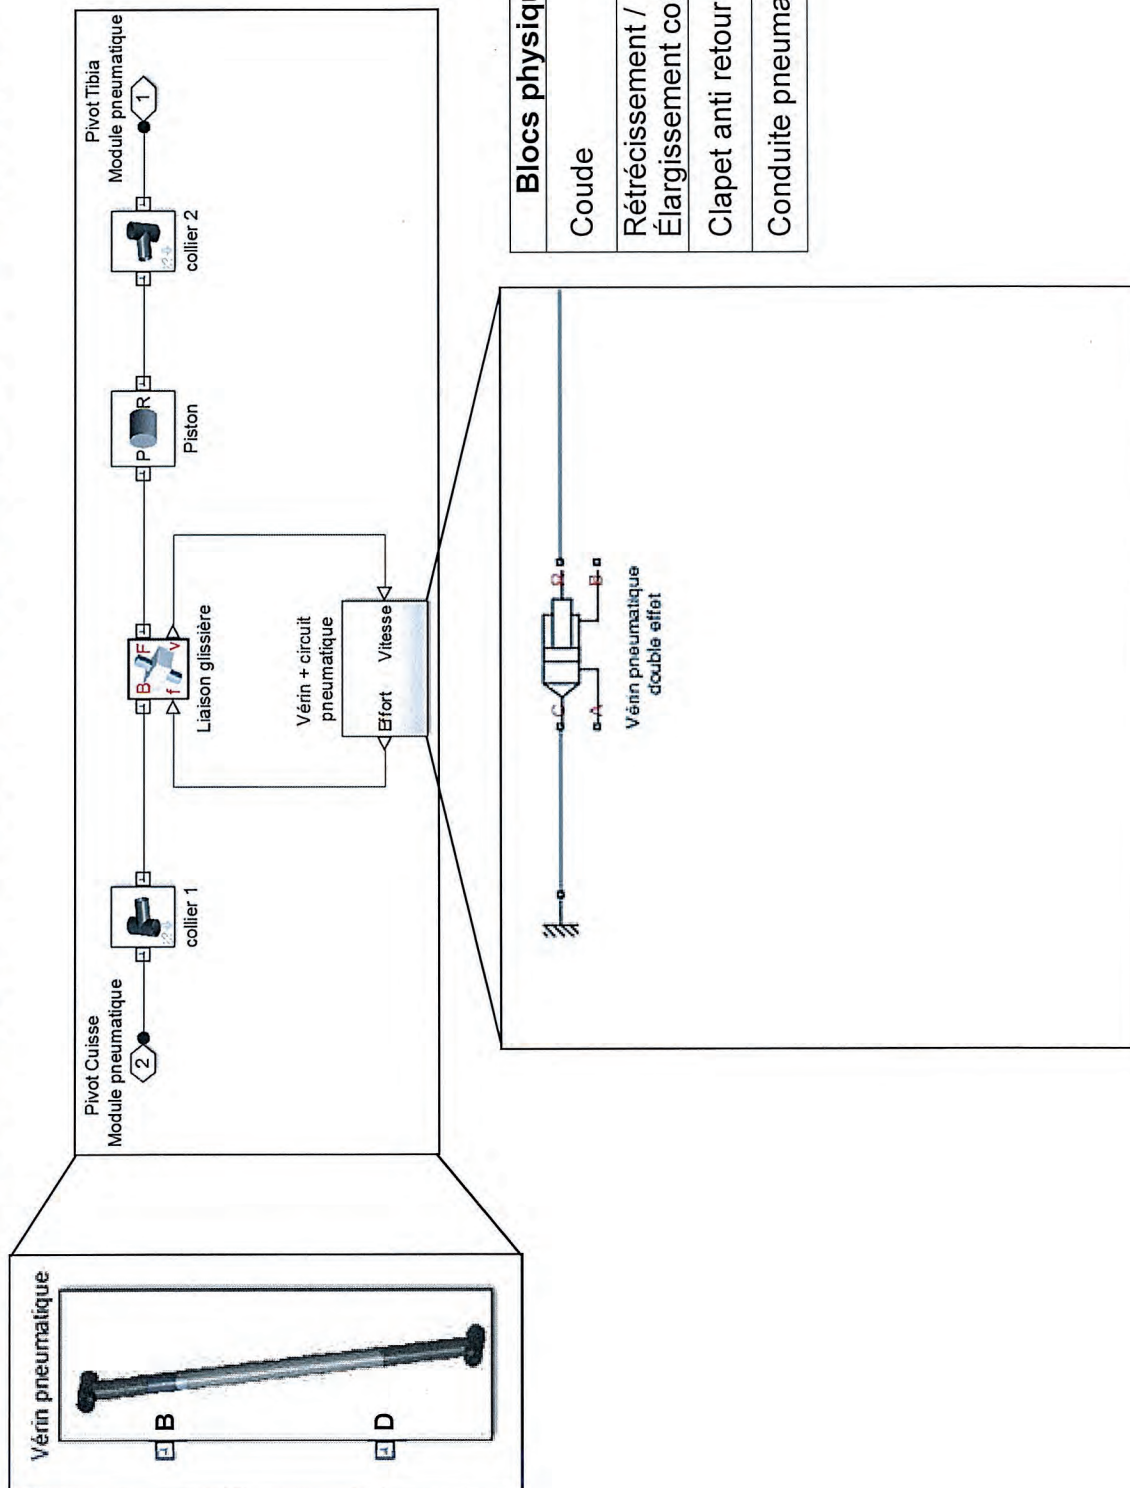 Vérin pneumatique
B
D
Pivot Cuisse
Module pneumatique
2
collier 1
B F
f v
Liaison glissière
Vérin + circuit
pneumatique
Effort Vitesse
P R
Piston
collier 2
Pivot Tibia
Module pneumatique
1
C R
A B
Vérin pneumatique
double effet
Blocs physiq
Coude
Rétrécissement /
Élargissement co
Clapet anti retour
Conduite pneuma